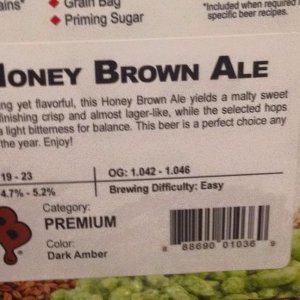 ains*
Grain Bag
Priming Sugar
*Included when required
specific beer recipes.
HONEY BROWN ALE
ng yet flavorful, this Honey Brown Ale yields a malty sweet
finishing crisp and almost lager-like, while the selected hops
a light bitterness for balance. This beer is a perfect choice any
the year. Enjoy!
19 - 23
OG: 1.042 - 1.046
4.7% - 5.2%
Brewing Difficulty: Easy
Category:
PREMIUM
Color:
Dark Amber
8 88690 01036 9